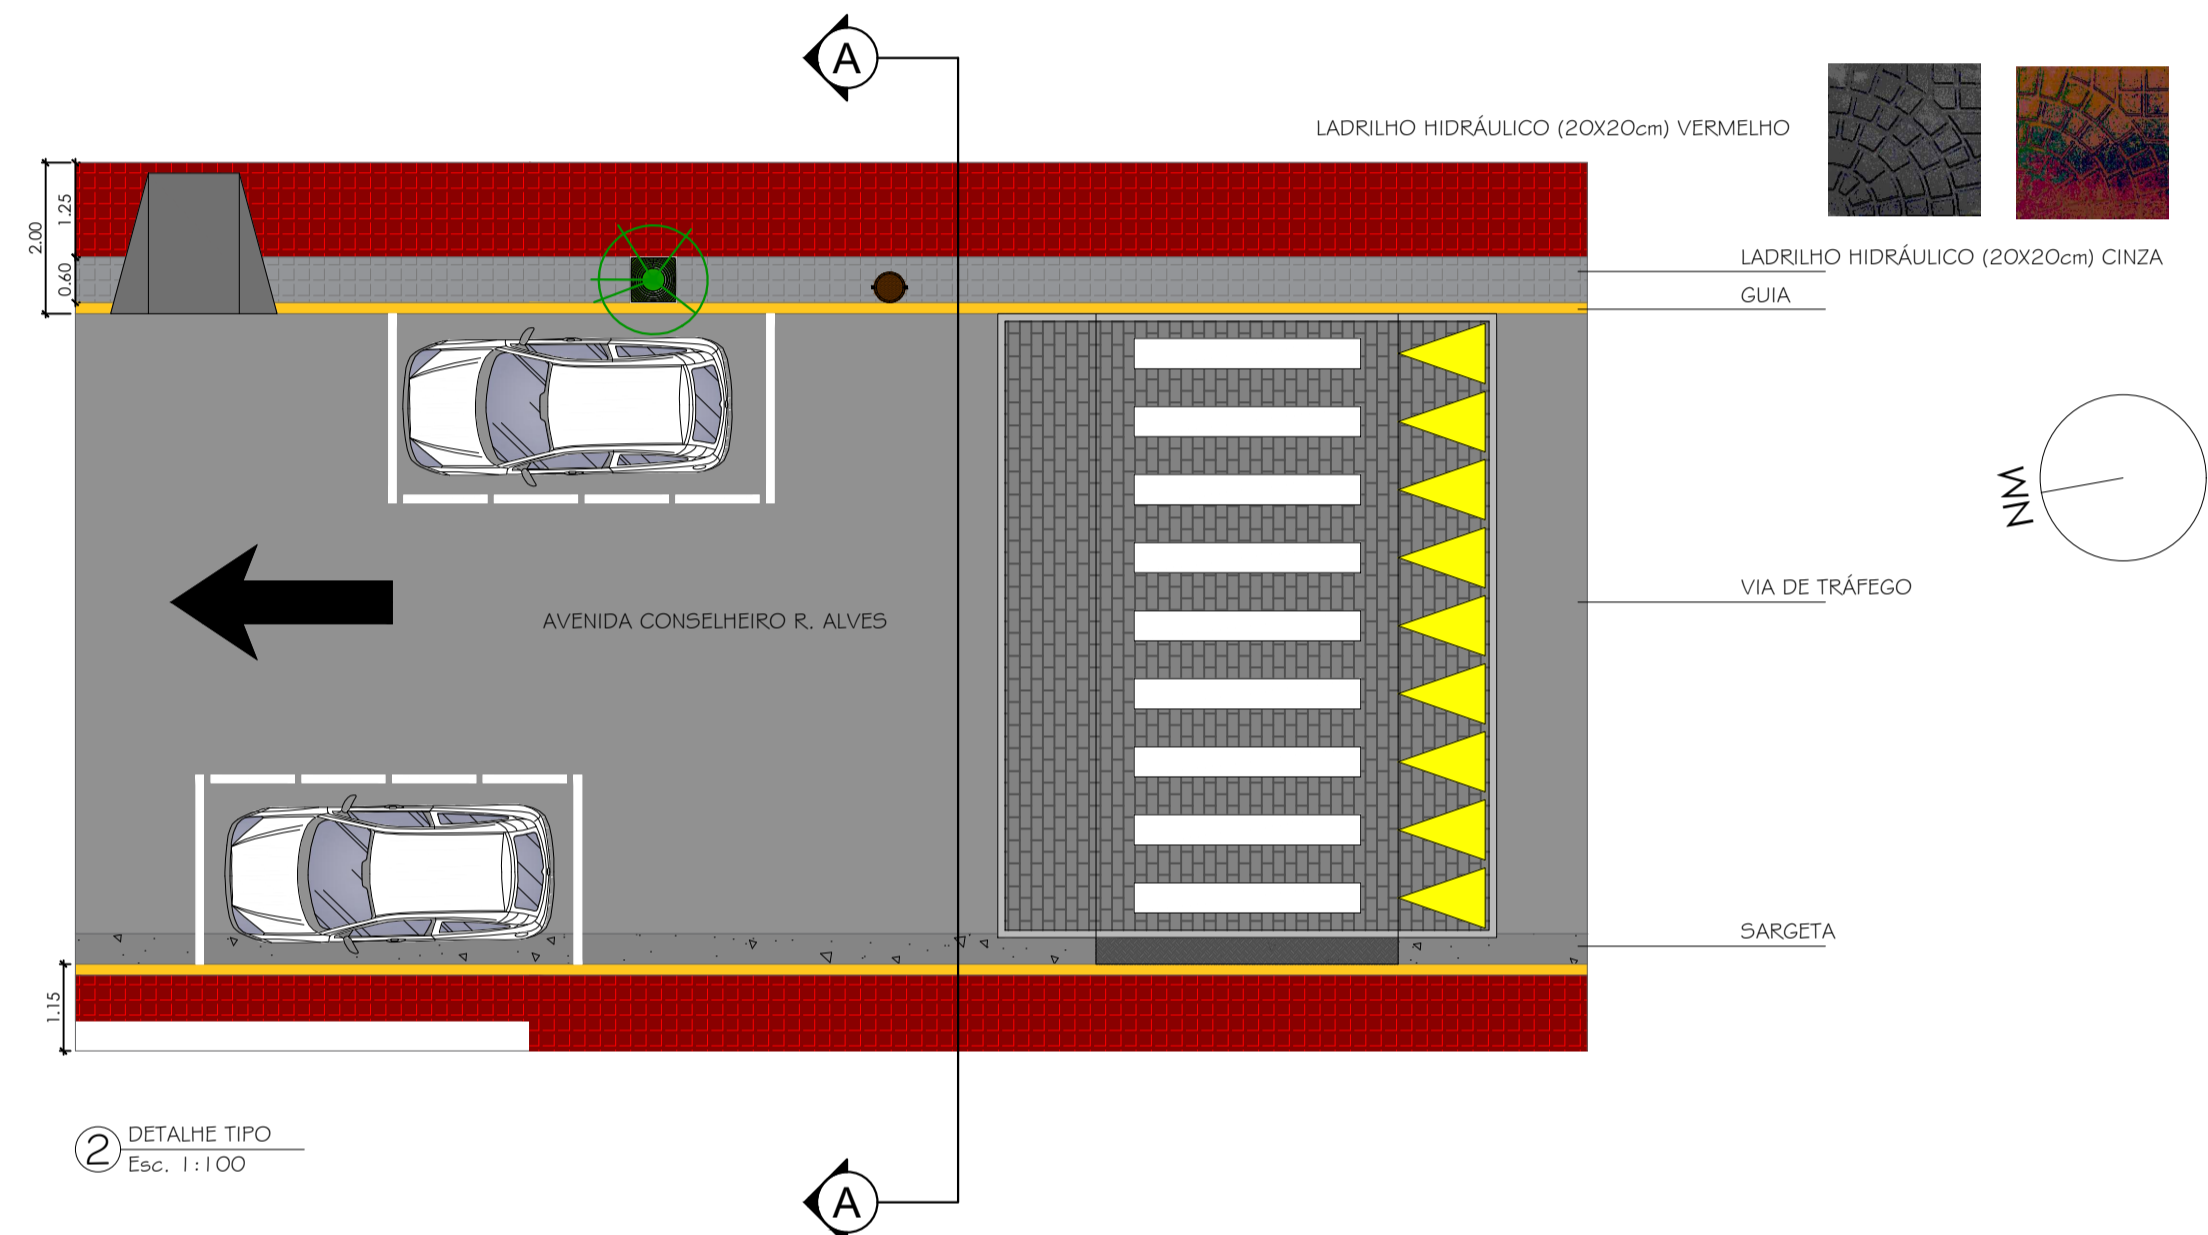 A
LADRILHO HIDRÁULICO (20X20cm) VERMELHO
2.00
1.25
0.60
LADRILHO HIDRÁULICO (20X20cm) CINZA
GUIA
NM
VIA DE TRÁFEGO
AVENIDA CONSELHEIRO R. ALVES
SARGETA
1.15
2
DETALHE TIPO
Esc. 1:100
A